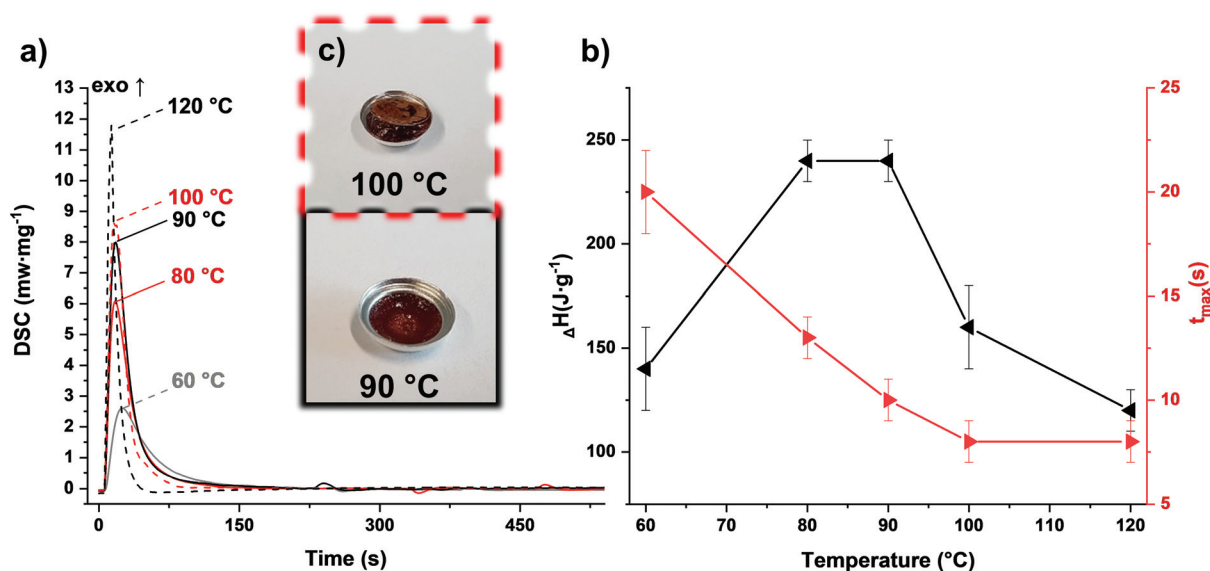 a)
exo ↑
13
12
11
10
9
8
7
6
5
4
3
2
1
0
DSC (mw·mg⁻¹)
120 °C
100 °C
90 °C
80 °C
60 °C
0 150 300 450
Time (s)
c)
100 °C
90 °C
b)
250
200
150
100
ΔH(J·g⁻¹)
25
20
15
10
5
tmax(s)
60 70 80 90 100 110 120
Temperature (°C)